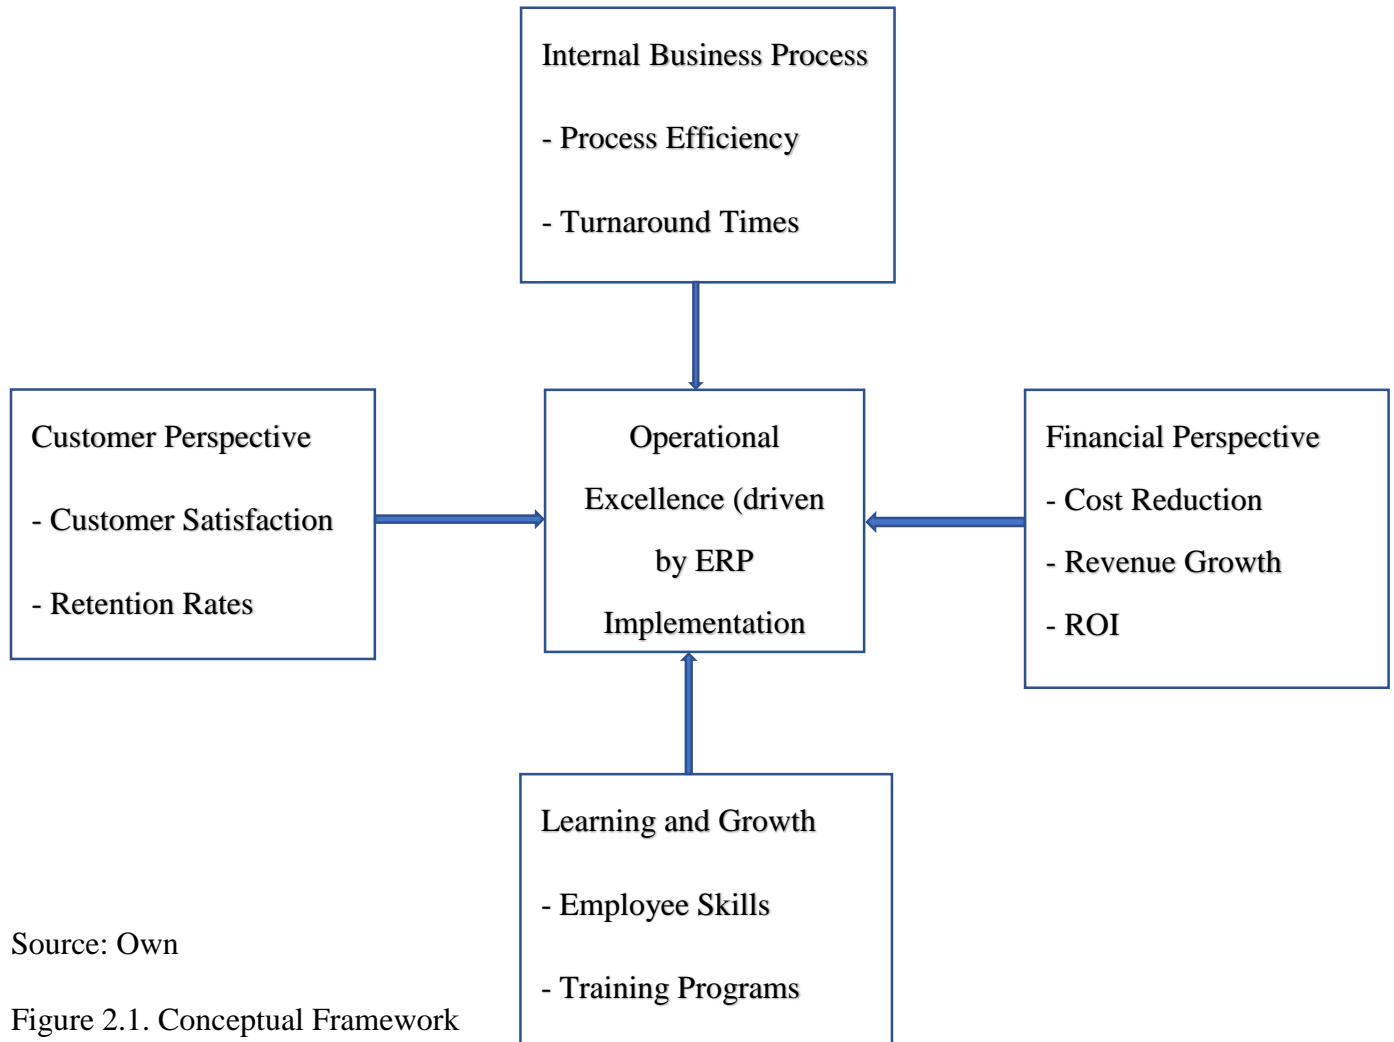 Internal Business Process
- Process Efficiency
- Turnaround Times
Customer Perspective
- Customer Satisfaction
- Retention Rates
Operational
Excellence (driven
by ERP
Implementation
Financial Perspective
- Cost Reduction
- Revenue Growth
- ROI
Learning and Growth
- Employee Skills
- Training Programs
Source: Own
Figure 2.1. Conceptual Framework